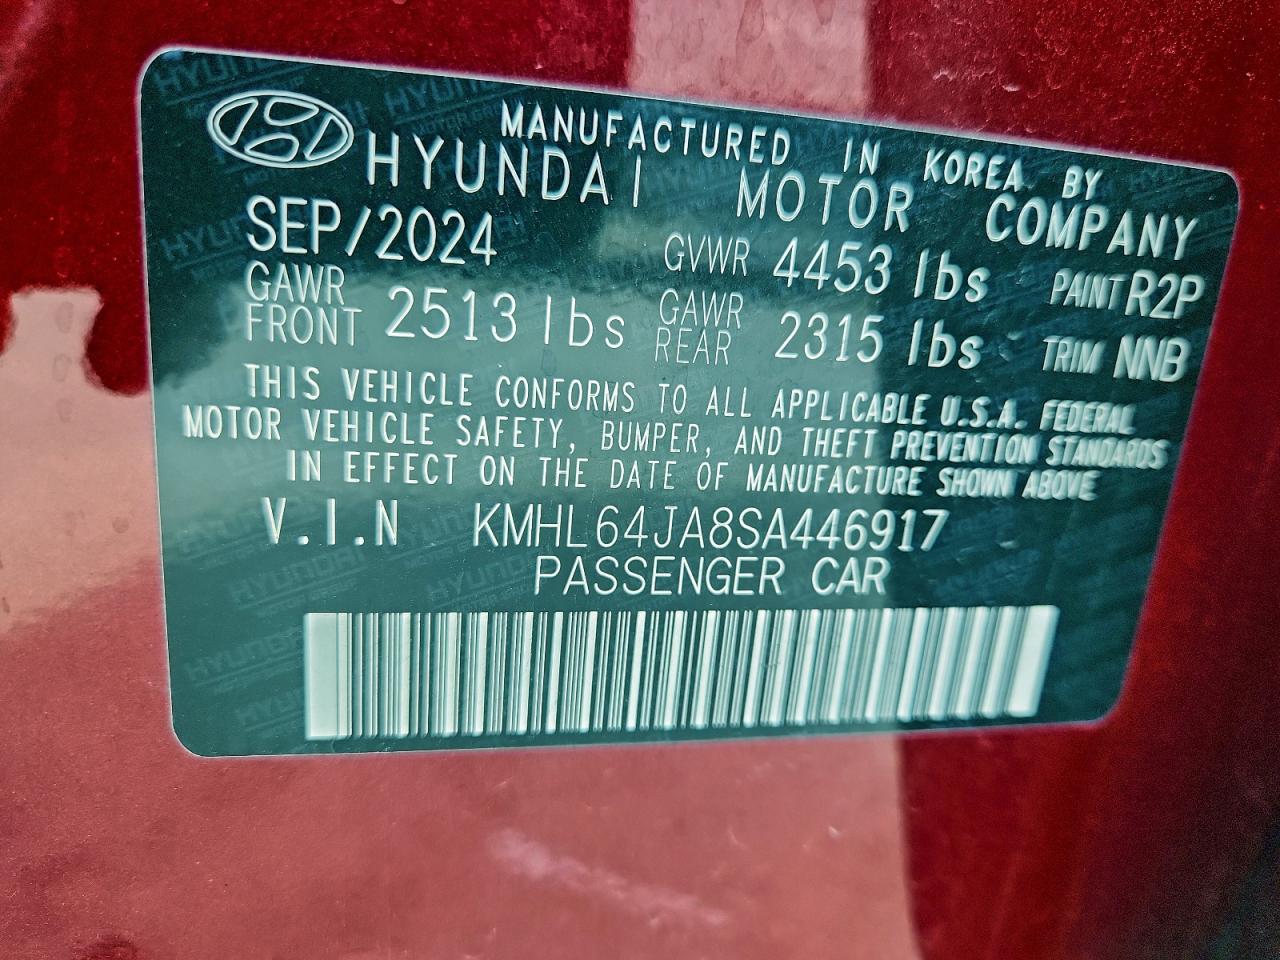 MANUFACTURED IN KOREA BY
HYUNDAI MOTOR COMPANY
SEP/2024 GVWR 4453 lbs PAINT R2P
GAWR FRONT 2513 lbs GAWR REAR 2315 lbs TRIM NNB
THIS VEHICLE CONFORMS TO ALL APPLICABLE U.S.A. FEDERAL
MOTOR VEHICLE SAFETY, BUMPER, AND THEFT PREVENTION STANDARDS
IN EFFECT ON THE DATE OF MANUFACTURE SHOWN ABOVE
V.I.N KMHL64JA8SA446917
PASSENGER CAR